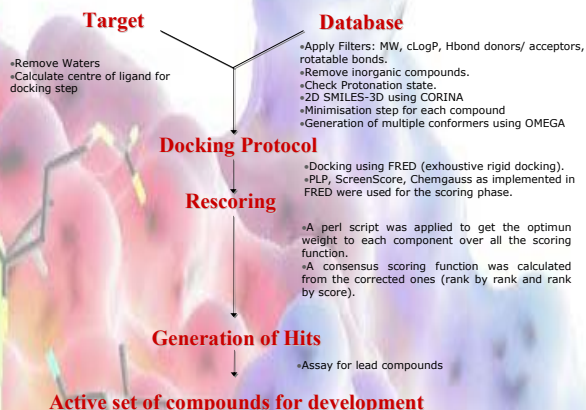 Target
Database
•Remove Waters
•Calculate centre of ligand for
docking step
•Apply Filters: MW, cLogP, Hbond donors/ acceptors,
rotatable bonds.
•Remove inorganic compounds.
•Check Protonation state.
•2D SMILES-3D using CORINA
•Minimisation step for each compound
•Generation of multiple conformers using OMEGA
Docking Protocol
•Docking using FRED (exhoustive rigid docking).
•PLP, ScreenScore, Chemgauss as implemented in
FRED were used for the scoring phase.
Rescoring
•A perl script was applied to get the optimun
weight to each component over all the scoring
function.
•A consensus scoring function was calculated
from the corrected ones (rank by rank and rank
by score).
Generation of Hits
•Assay for lead compounds
Active set of compounds for development